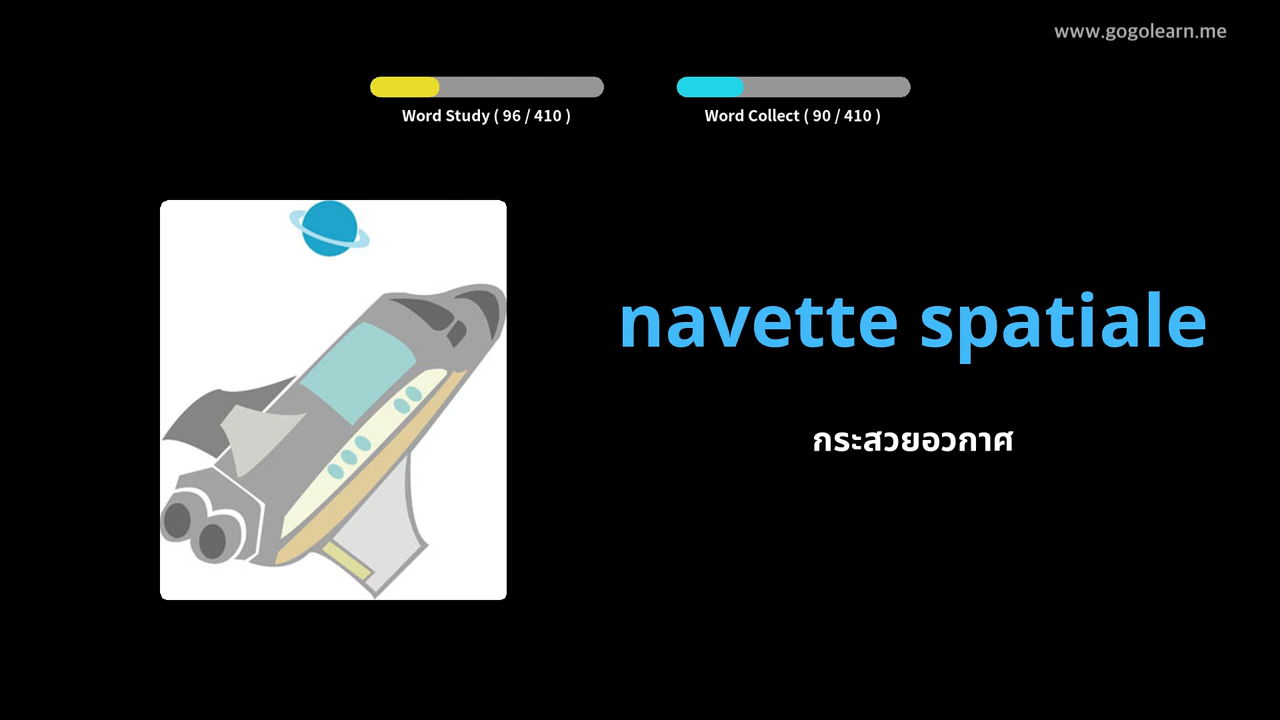 www.gogolearn.me
Word Study ( 96 / 410 )
Word Collect ( 90 / 410 )
navette spatiale
กระสวยอวกาศ